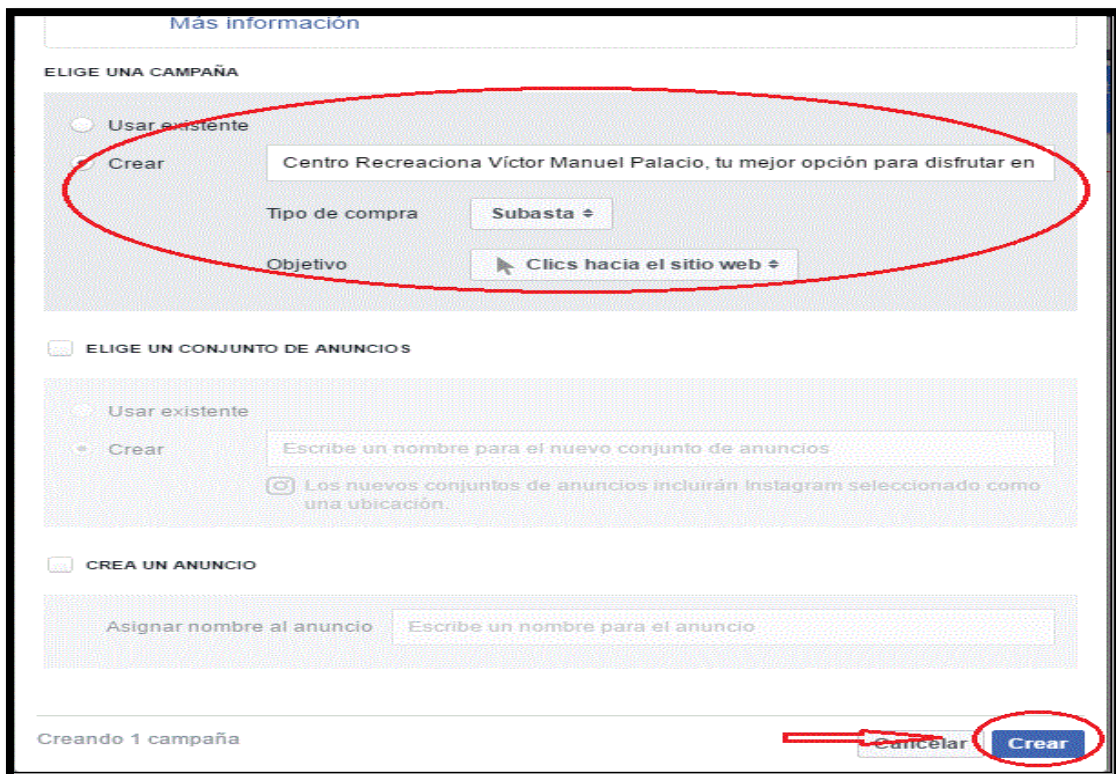 Más información
ELIGE UNA CAMPAÑA
Usar existente
Crear
Centro Recreaciona Víctor Manuel Palacio, tu mejor opción para disfrutar en
Tipo de compra
Subasta
Objetivo
Clics hacia el sitio web
ELIGE UN CONJUNTO DE ANUNCIOS
Usar existente
Crear
Escribe un nombre para el nuevo conjunto de anuncios
Los nuevos conjuntos de anuncios incluirán Instagram seleccionado como
una ubicación.
CREA UN ANUNCIO
Asignar nombre al anuncio
Escribe un nombre para el anuncio
Creando 1 campaña
Cancelar
Crear